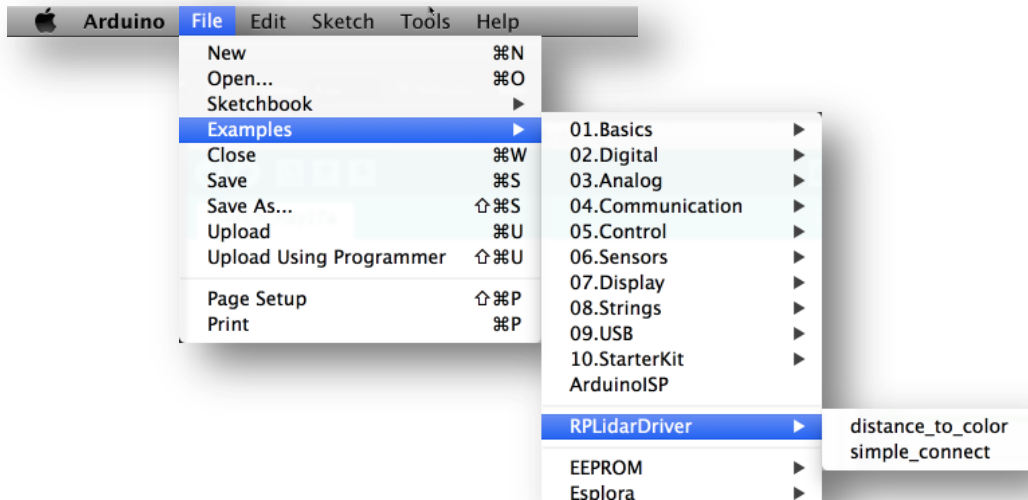 Arduino File Edit Sketch Tools Help
New ⌘N
Open... ⌘O
Sketchbook
Examples
Close ⌘W
Save ⌘S
Save As... ⇧⌘S
Upload ⌘U
Upload Using Programmer ⇧⌘U
Page Setup ⇧⌘P
Print ⌘P
01.Basics
02.Digital
03.Analog
04.Communication
05.Control
06.Sensors
07.Display
08.Strings
09.USB
10.StarterKit
ArduinoISP
RPLidarDriver
EEPROM
Esplora
distance_to_color
simple_connect